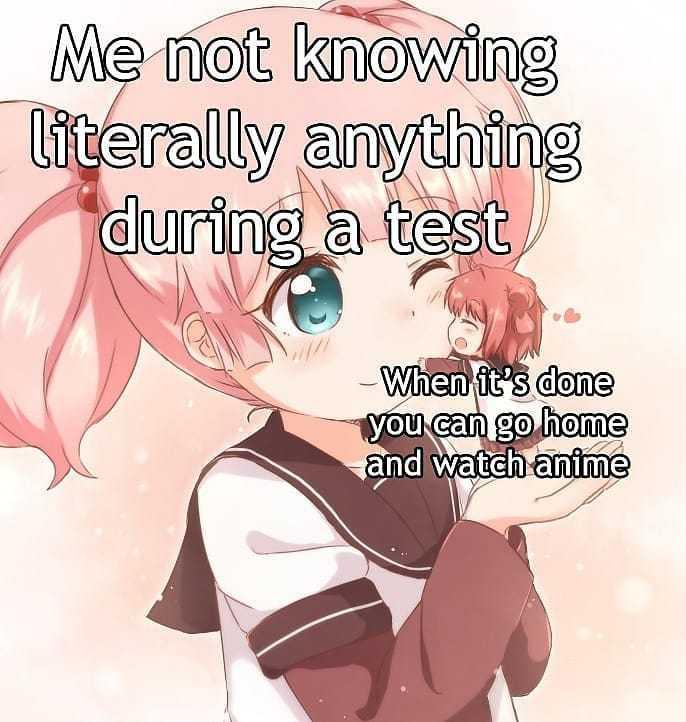 Me not knowing
literally anything
during a test
When it's done
you can go home
and watch anime